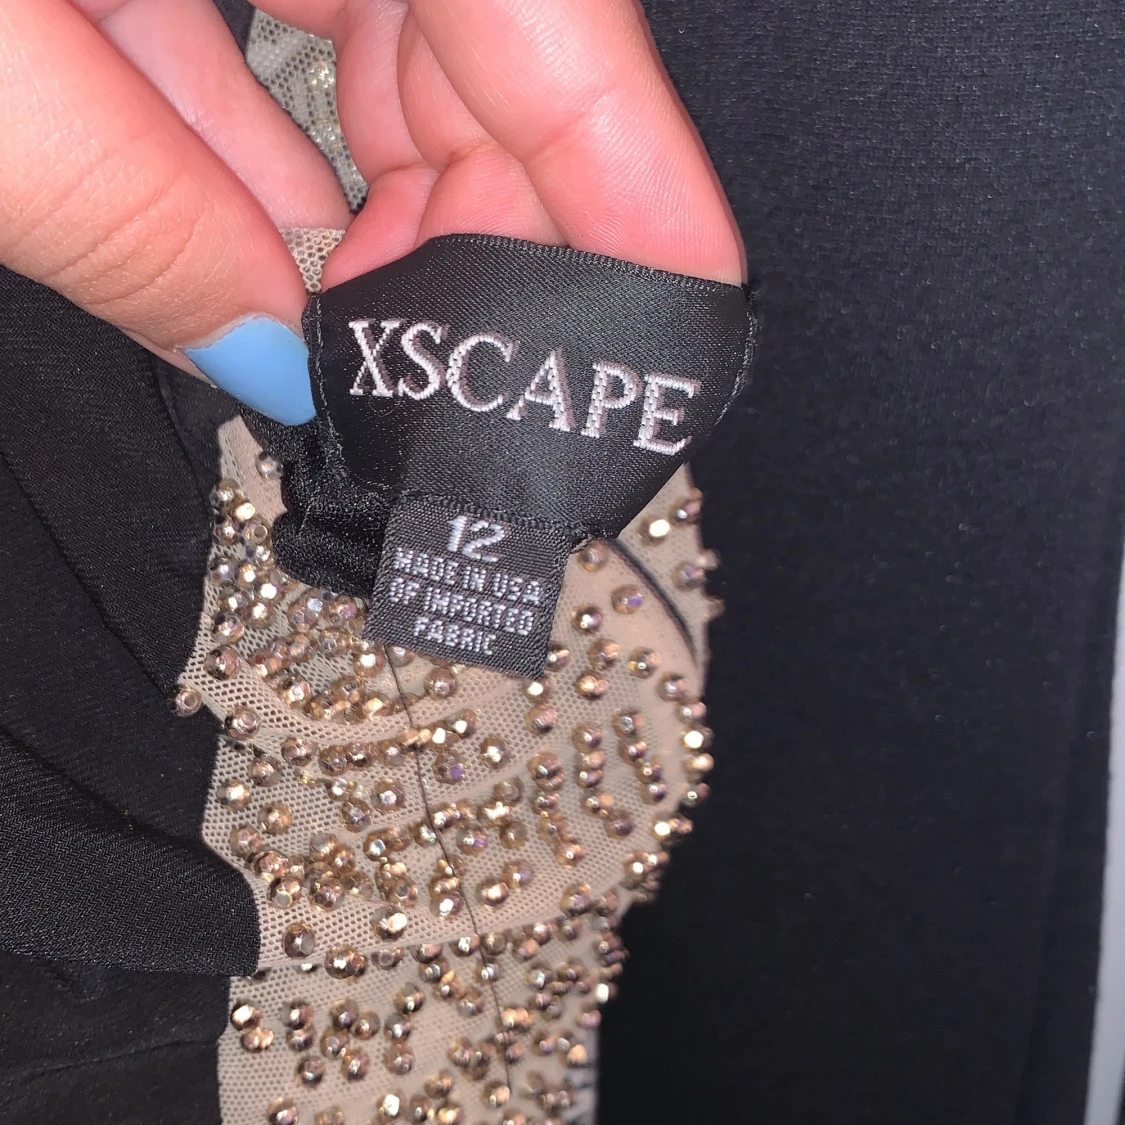 XSCAPE
12
MADE IN USA
OF IMPORTED
FABRIC